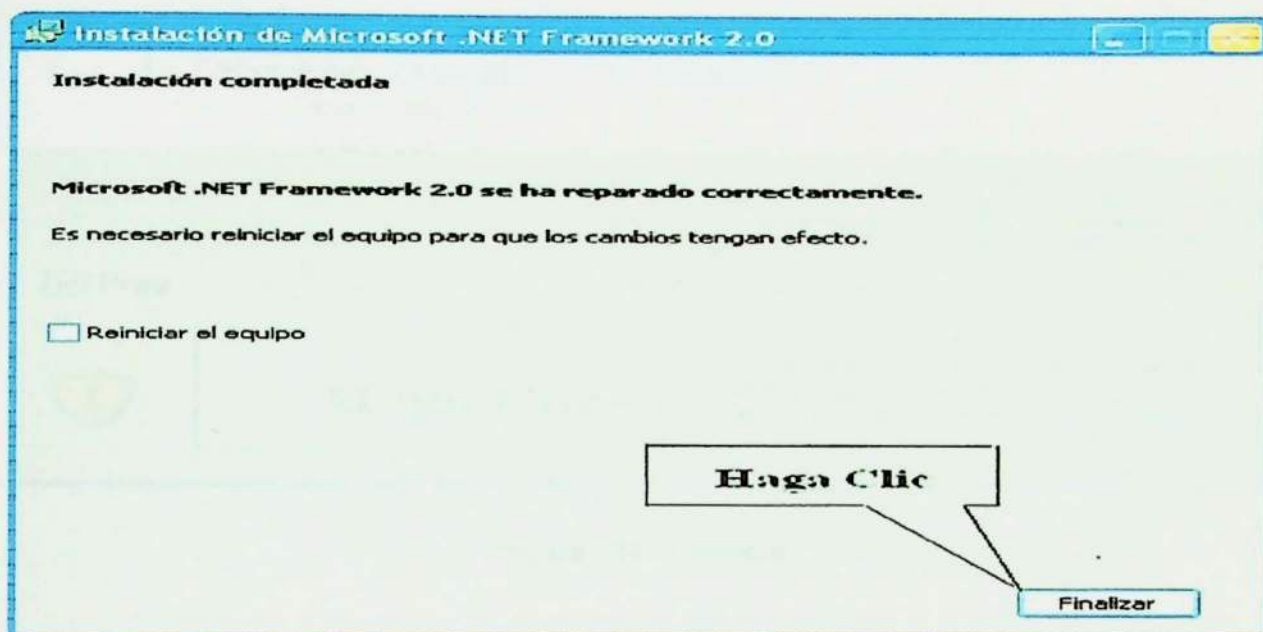 Instalación de Microsoft .NET Framework 2.0
Instalación completada
Microsoft .NET Framework 2.0 se ha reparado correctamente.
Es necesario reiniciar el equipo para que los cambios tengan efecto.
Reiniciar el equipo
Haga Clic
Finalizar